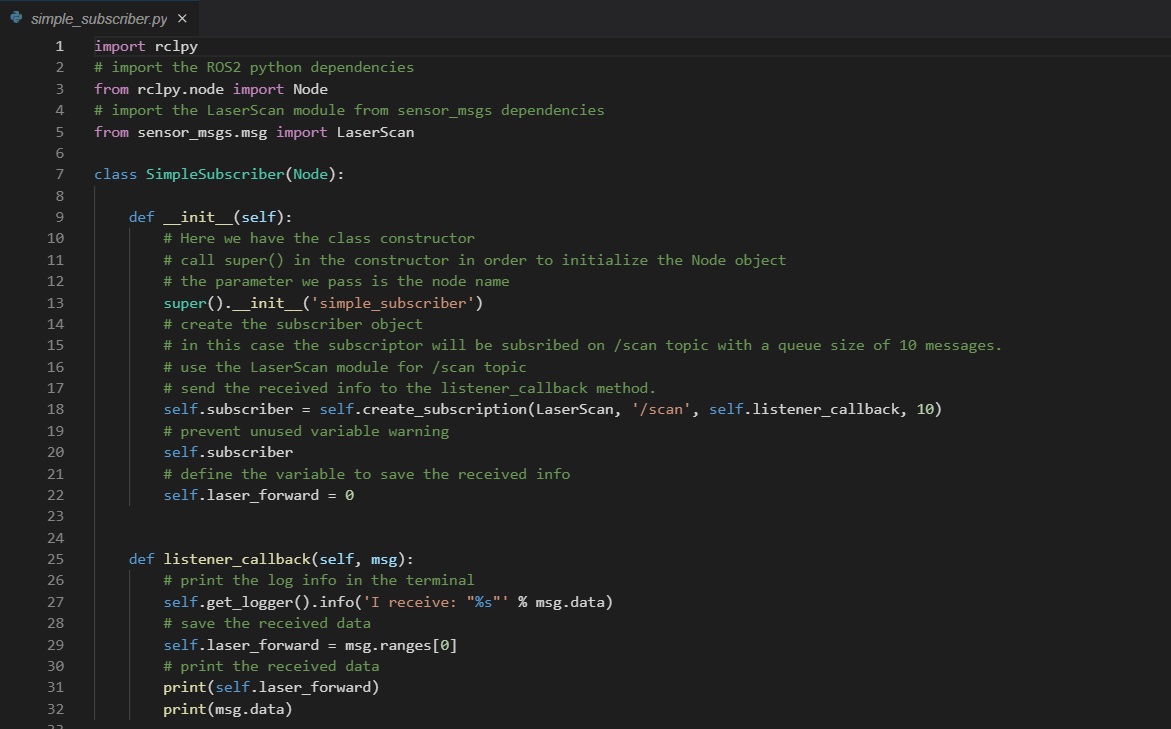 simple_subscriber.py ×
1 import rclpy
2 # import the ROS2 python dependencies
3 from rclpy.node import Node
4 # import the LaserScan module from sensor_msgs dependencies
5 from sensor_msgs.msg import LaserScan
6
7 class SimpleSubscriber(Node):
8
9     def __init__(self):
10         # Here we have the class constructor
11         # call super() in the constructor in order to initialize the Node object
12         # the parameter we pass is the node name
13         super().__init__('simple_subscriber')
14         # create the subscriber object
15         # in this case the subscriptor will be subsribed on /scan topic with a queue size of 10 messages.
16         # use the LaserScan module for /scan topic
17         # send the received info to the listener_callback method.
18         self.subscriber = self.create_subscription(LaserScan, '/scan', self.listener_callback, 10)
19         # prevent unused variable warning
20         self.subscriber
21         # define the variable to save the received info
22         self.laser_forward = 0
23
24
25     def listener_callback(self, msg):
26         # print the log info in the terminal
27         self.get_logger().info('I receive: "%s"' % msg.data)
28         # save the received data
29         self.laser_forward = msg.ranges[0]
30         # print the received data
31         print(self.laser_forward)
32         print(msg.data)